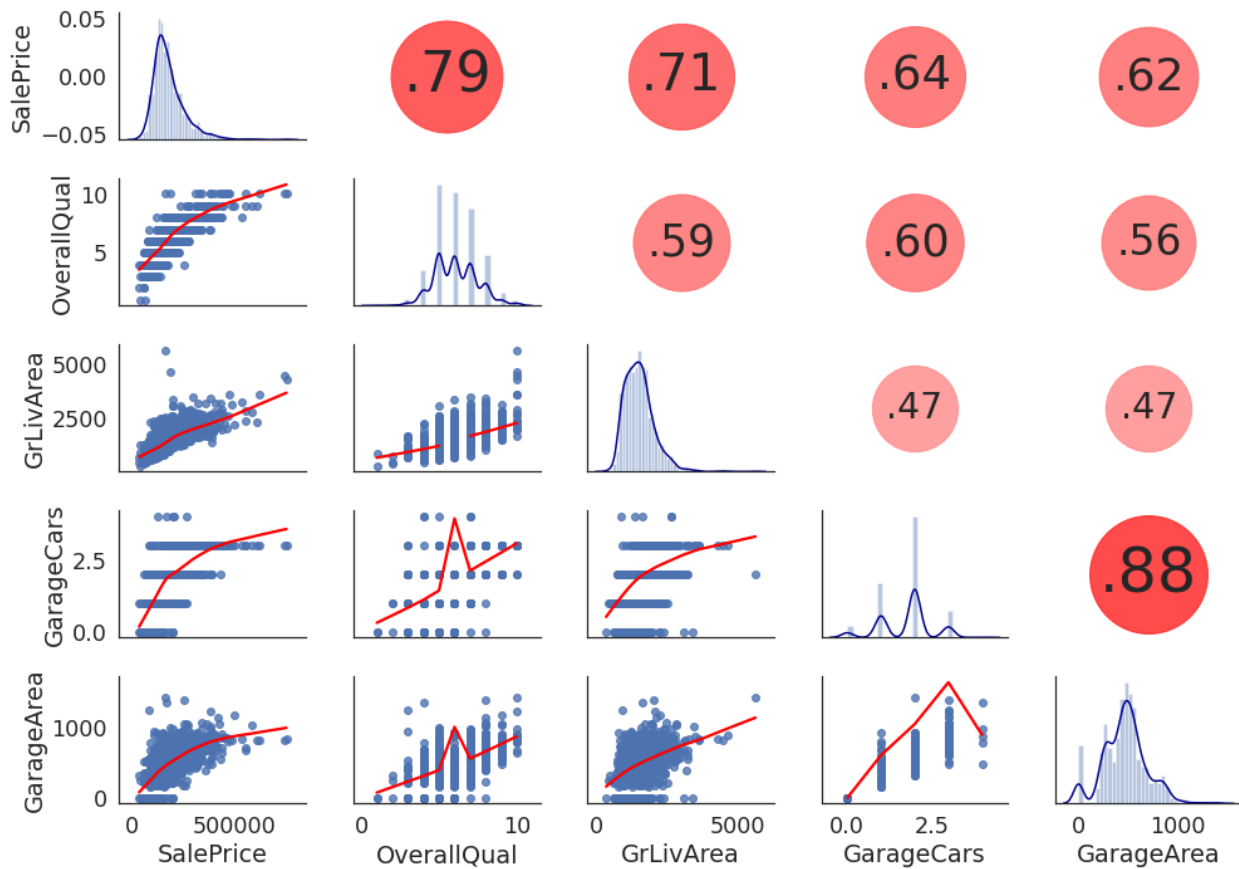 SalePrice
0.05
0.00
−0.05
.79
.71
.64
.62
OverallQual
10
5
.59
.60
.56
GrLivArea
5000
2500
.47
.47
GarageCars
2.5
0.0
.88
GarageArea
1000
0
0 500000
0 10
0 5000
0.0 2.5
0 1000
SalePrice
OverallQual
GrLivArea
GarageCars
GarageArea